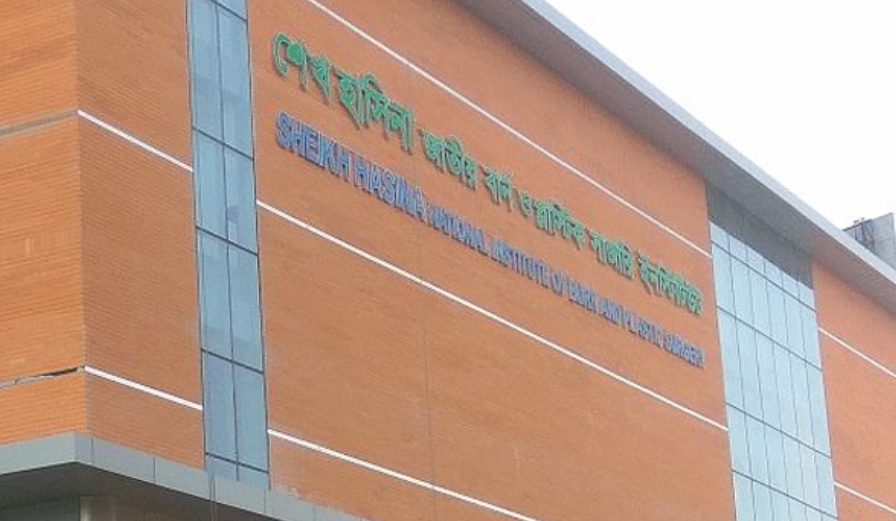 শেখ হাসিনা জাতীয় বার্ন ও প্লাস্টিক সার্জারি ইনস্টিটিউট
SHEIKH HASINA NATIONAL INSTITUTE OF BURN AND PLASTIC SURGERY